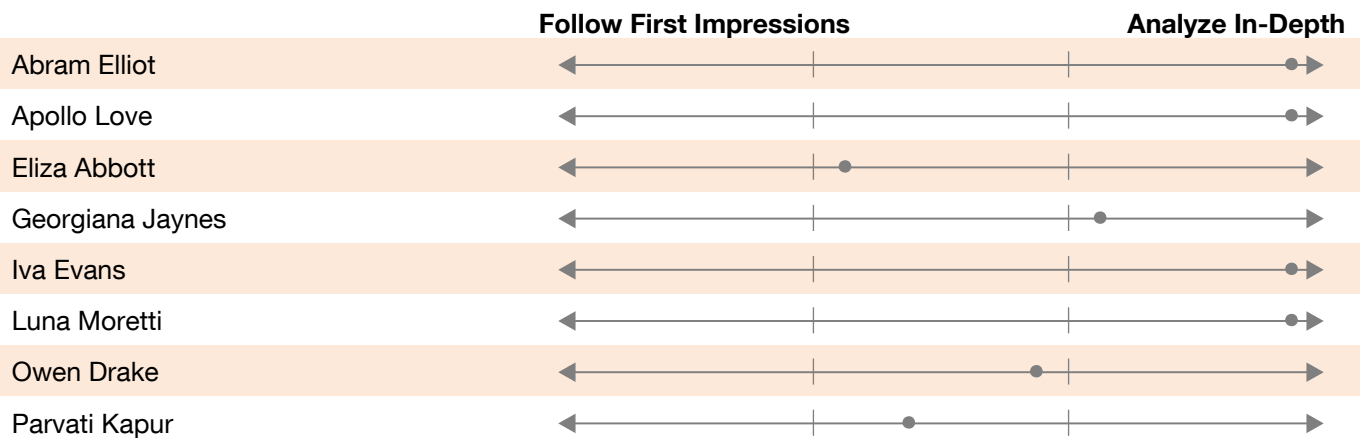 Follow First Impressions Analyze In-Depth
Abram Elliot
Apollo Love
Eliza Abbott
Georgiana Jaynes
Iva Evans
Luna Moretti
Owen Drake
Parvati Kapur